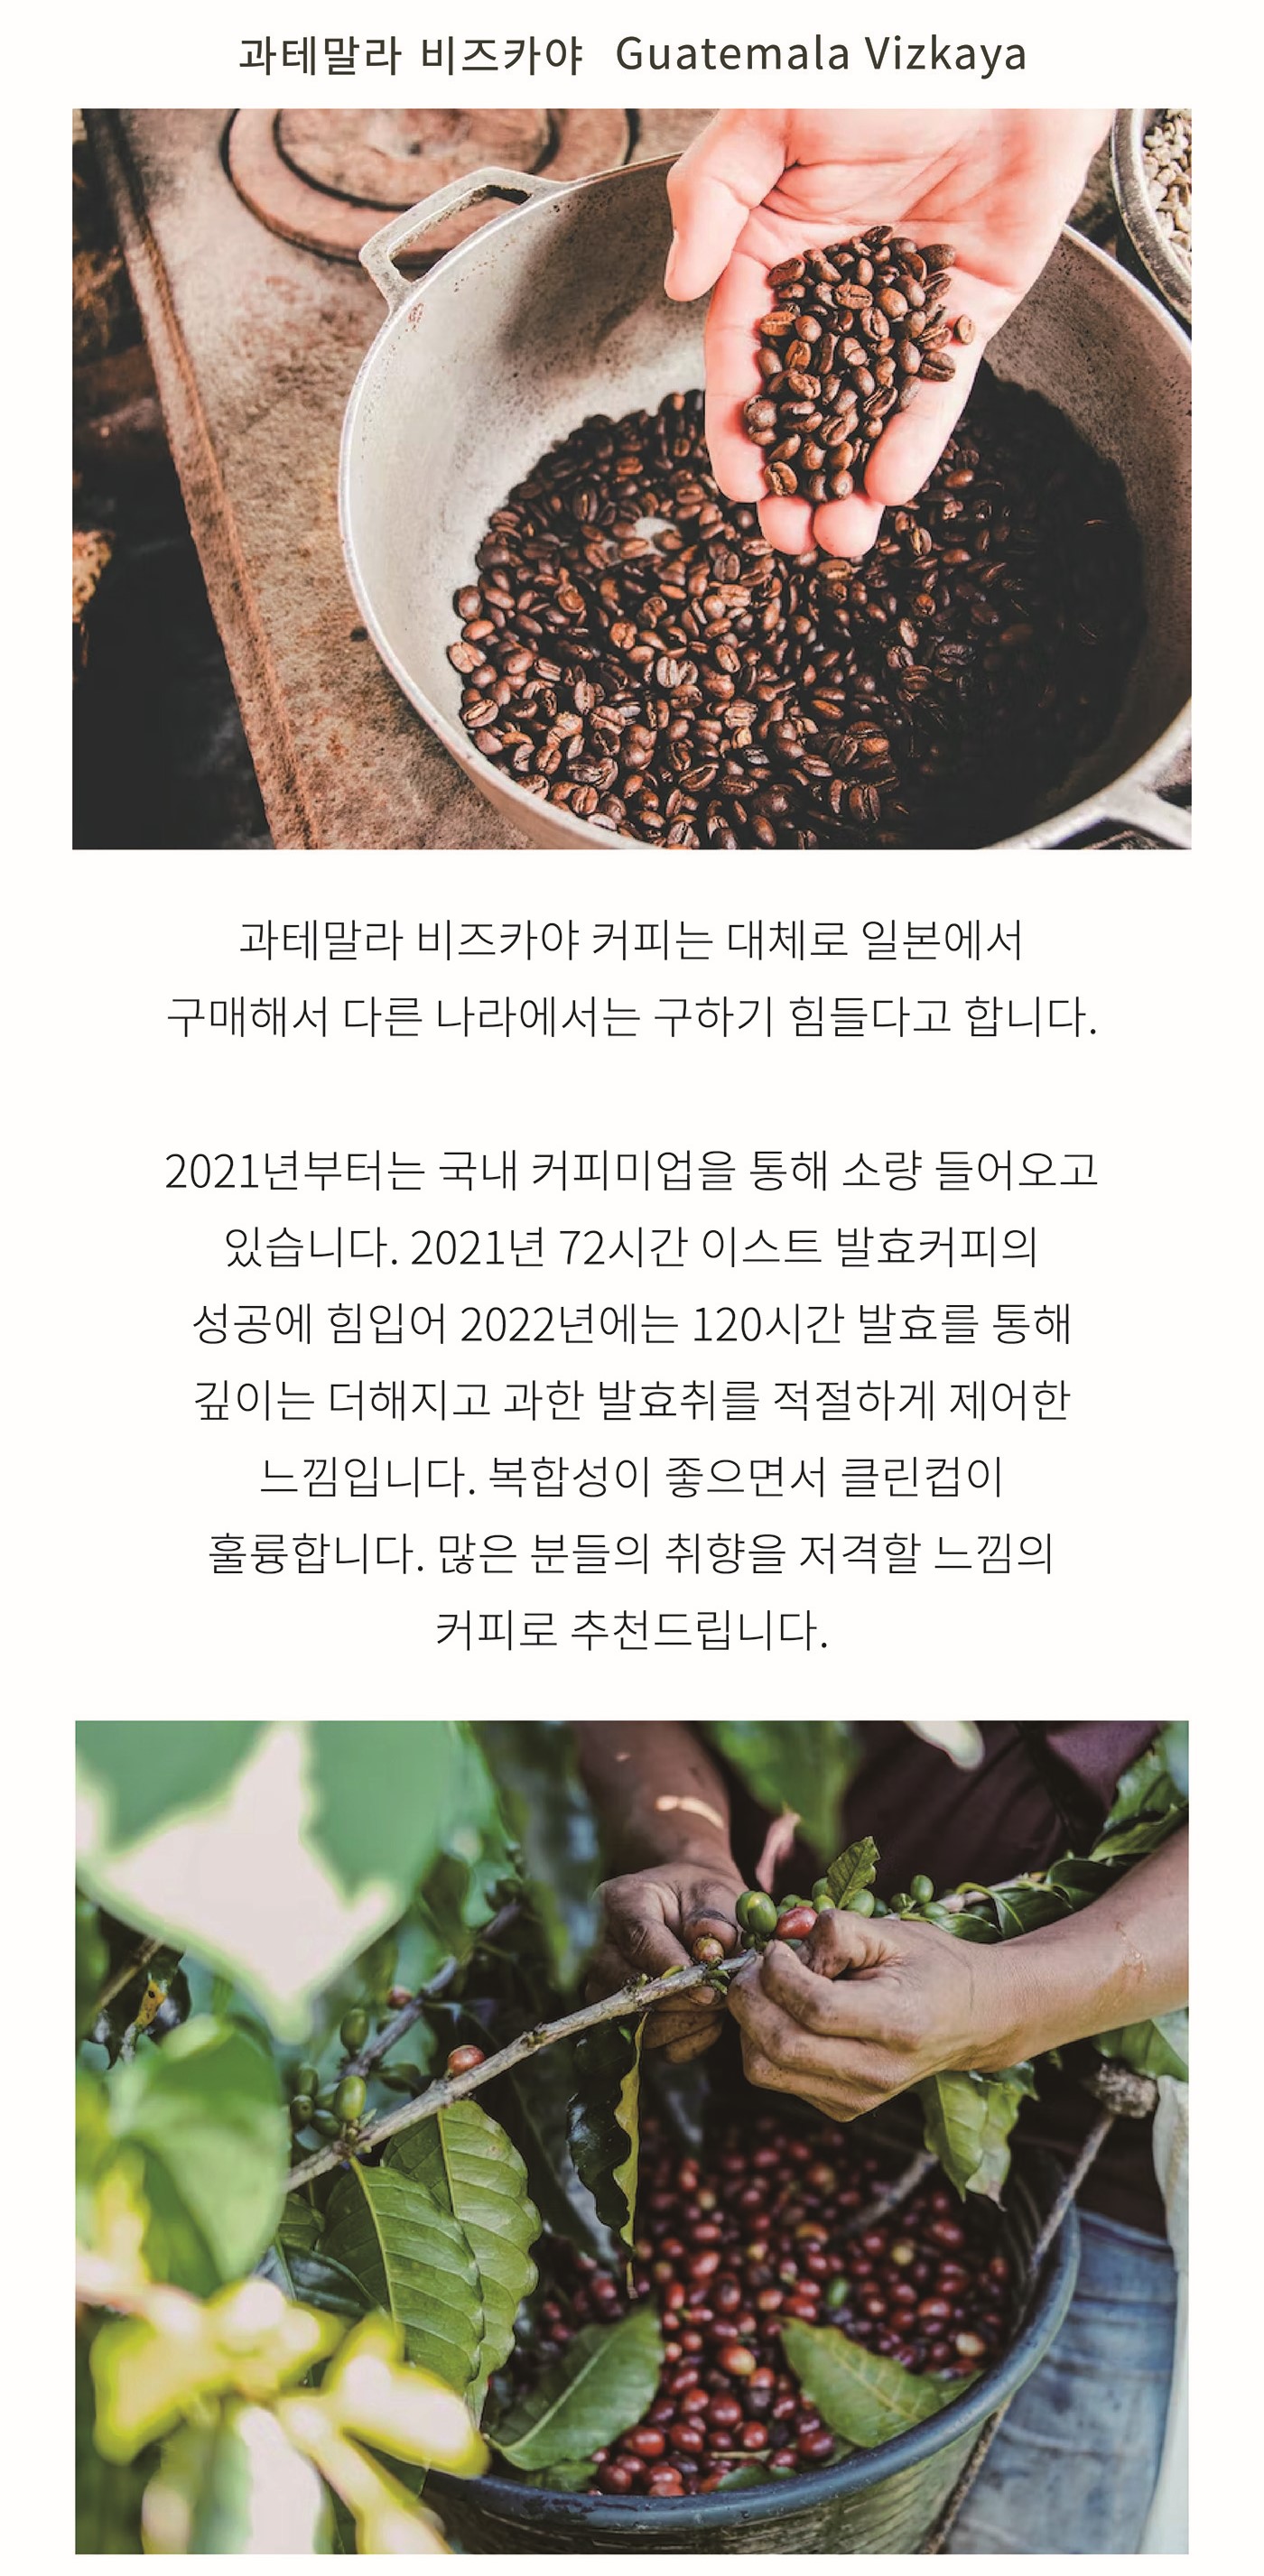 과테말라 비즈카야 Guatemala Vizkaya
과테말라 비즈카야 커피는 대체로 일본에서
구매해서 다른 나라에서는 구하기 힘들다고 합니다.
2021년부터는 국내 커피미업을 통해 소량 들어오고
있습니다. 2021년 72시간 이스트 발효커피의
성공에 힘입어 2022년에는 120시간 발효를 통해
깊이는 더해지고 과한 발효취를 적절하게 제어한
느낌입니다. 복합성이 좋으면서 클린컵이
훌륭합니다. 많은 분들의 취향을 저격할 느낌의
커피로 추천드립니다.